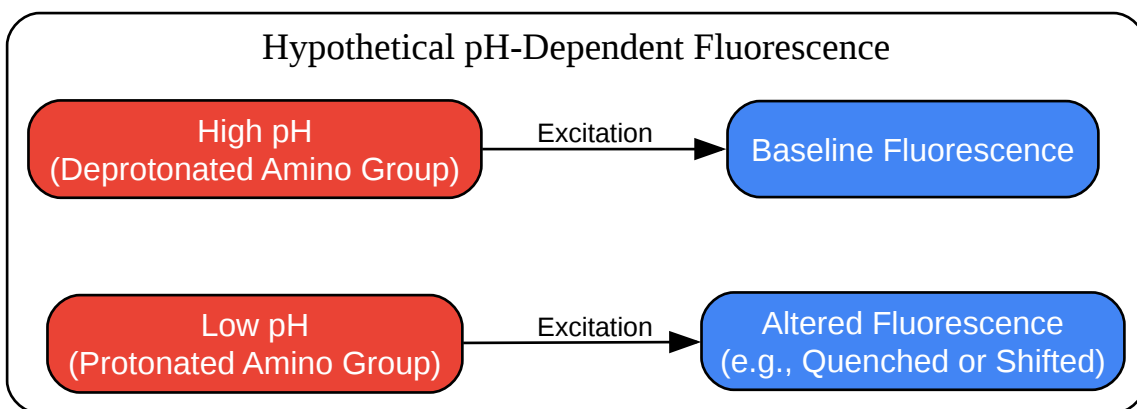 Hypothetical pH-Dependent Fluorescence
High pH
(Deprotonated Amino Group)
Excitation
Baseline Fluorescence
Low pH
(Protonated Amino Group)
Excitation
Altered Fluorescence
(e.g., Quenched or Shifted)